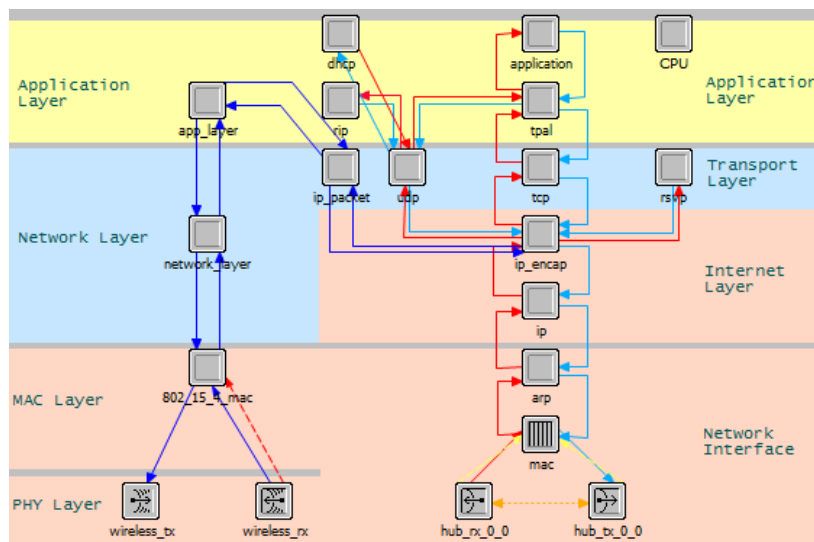 dhcp
application
CPU
Application
Layer
Application
Layer
app_layer
rip
tpal
Transport
Layer
ip_packet
udp
tcp
rsvp
Network Layer
network_layer
ip_encap
Internet
Layer
ip
MAC Layer
802_15_4_mac
arp
Network
Interface
mac
PHY Layer
wireless_tx
wireless_rx
hub_rx_0_0
hub_tx_0_0